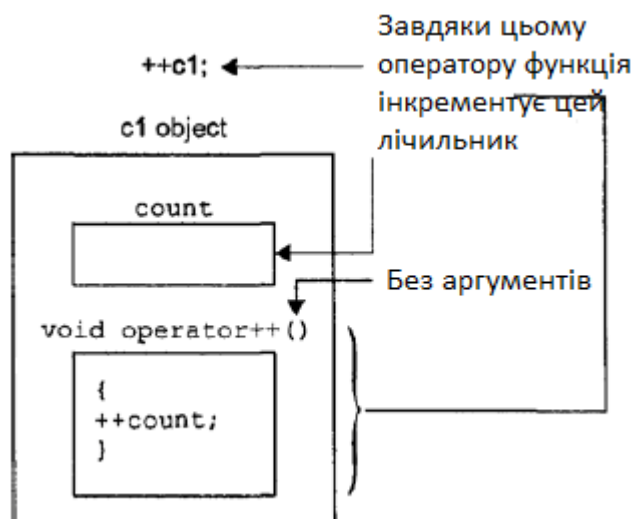 Завдяки цьому
++c1;
оператору функція
інкрементує цей
c1 object
лічильник
count
Без аргументів
void operator++()
{
++count;
}